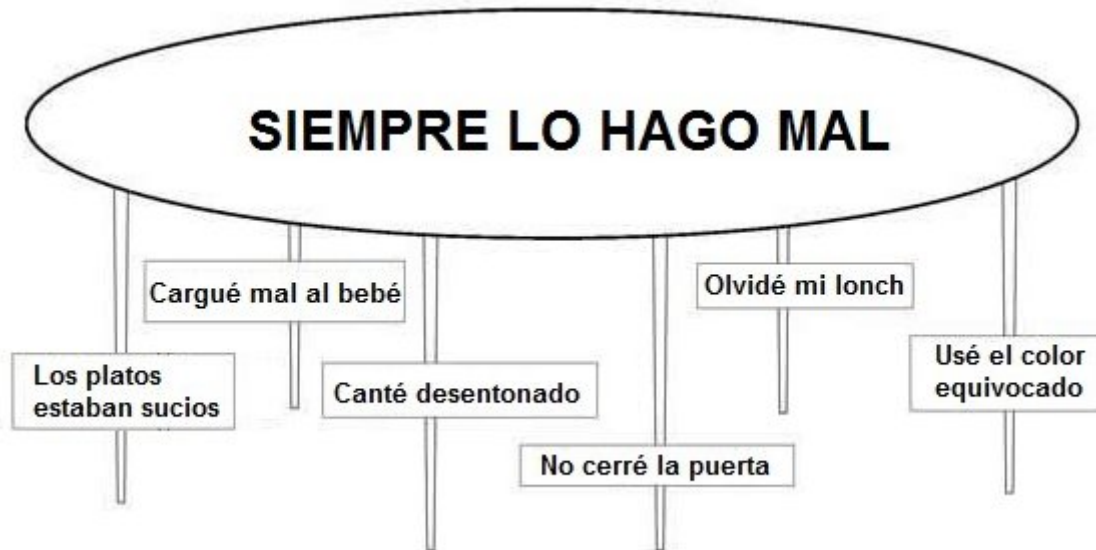 SIEMPRE LO HAGO MAL
Cargué mal al bebé
Olvidé mi lonch
Los platos
estaban sucios
Canté desentonado
Usé el color
equivocado
No cerré la puerta